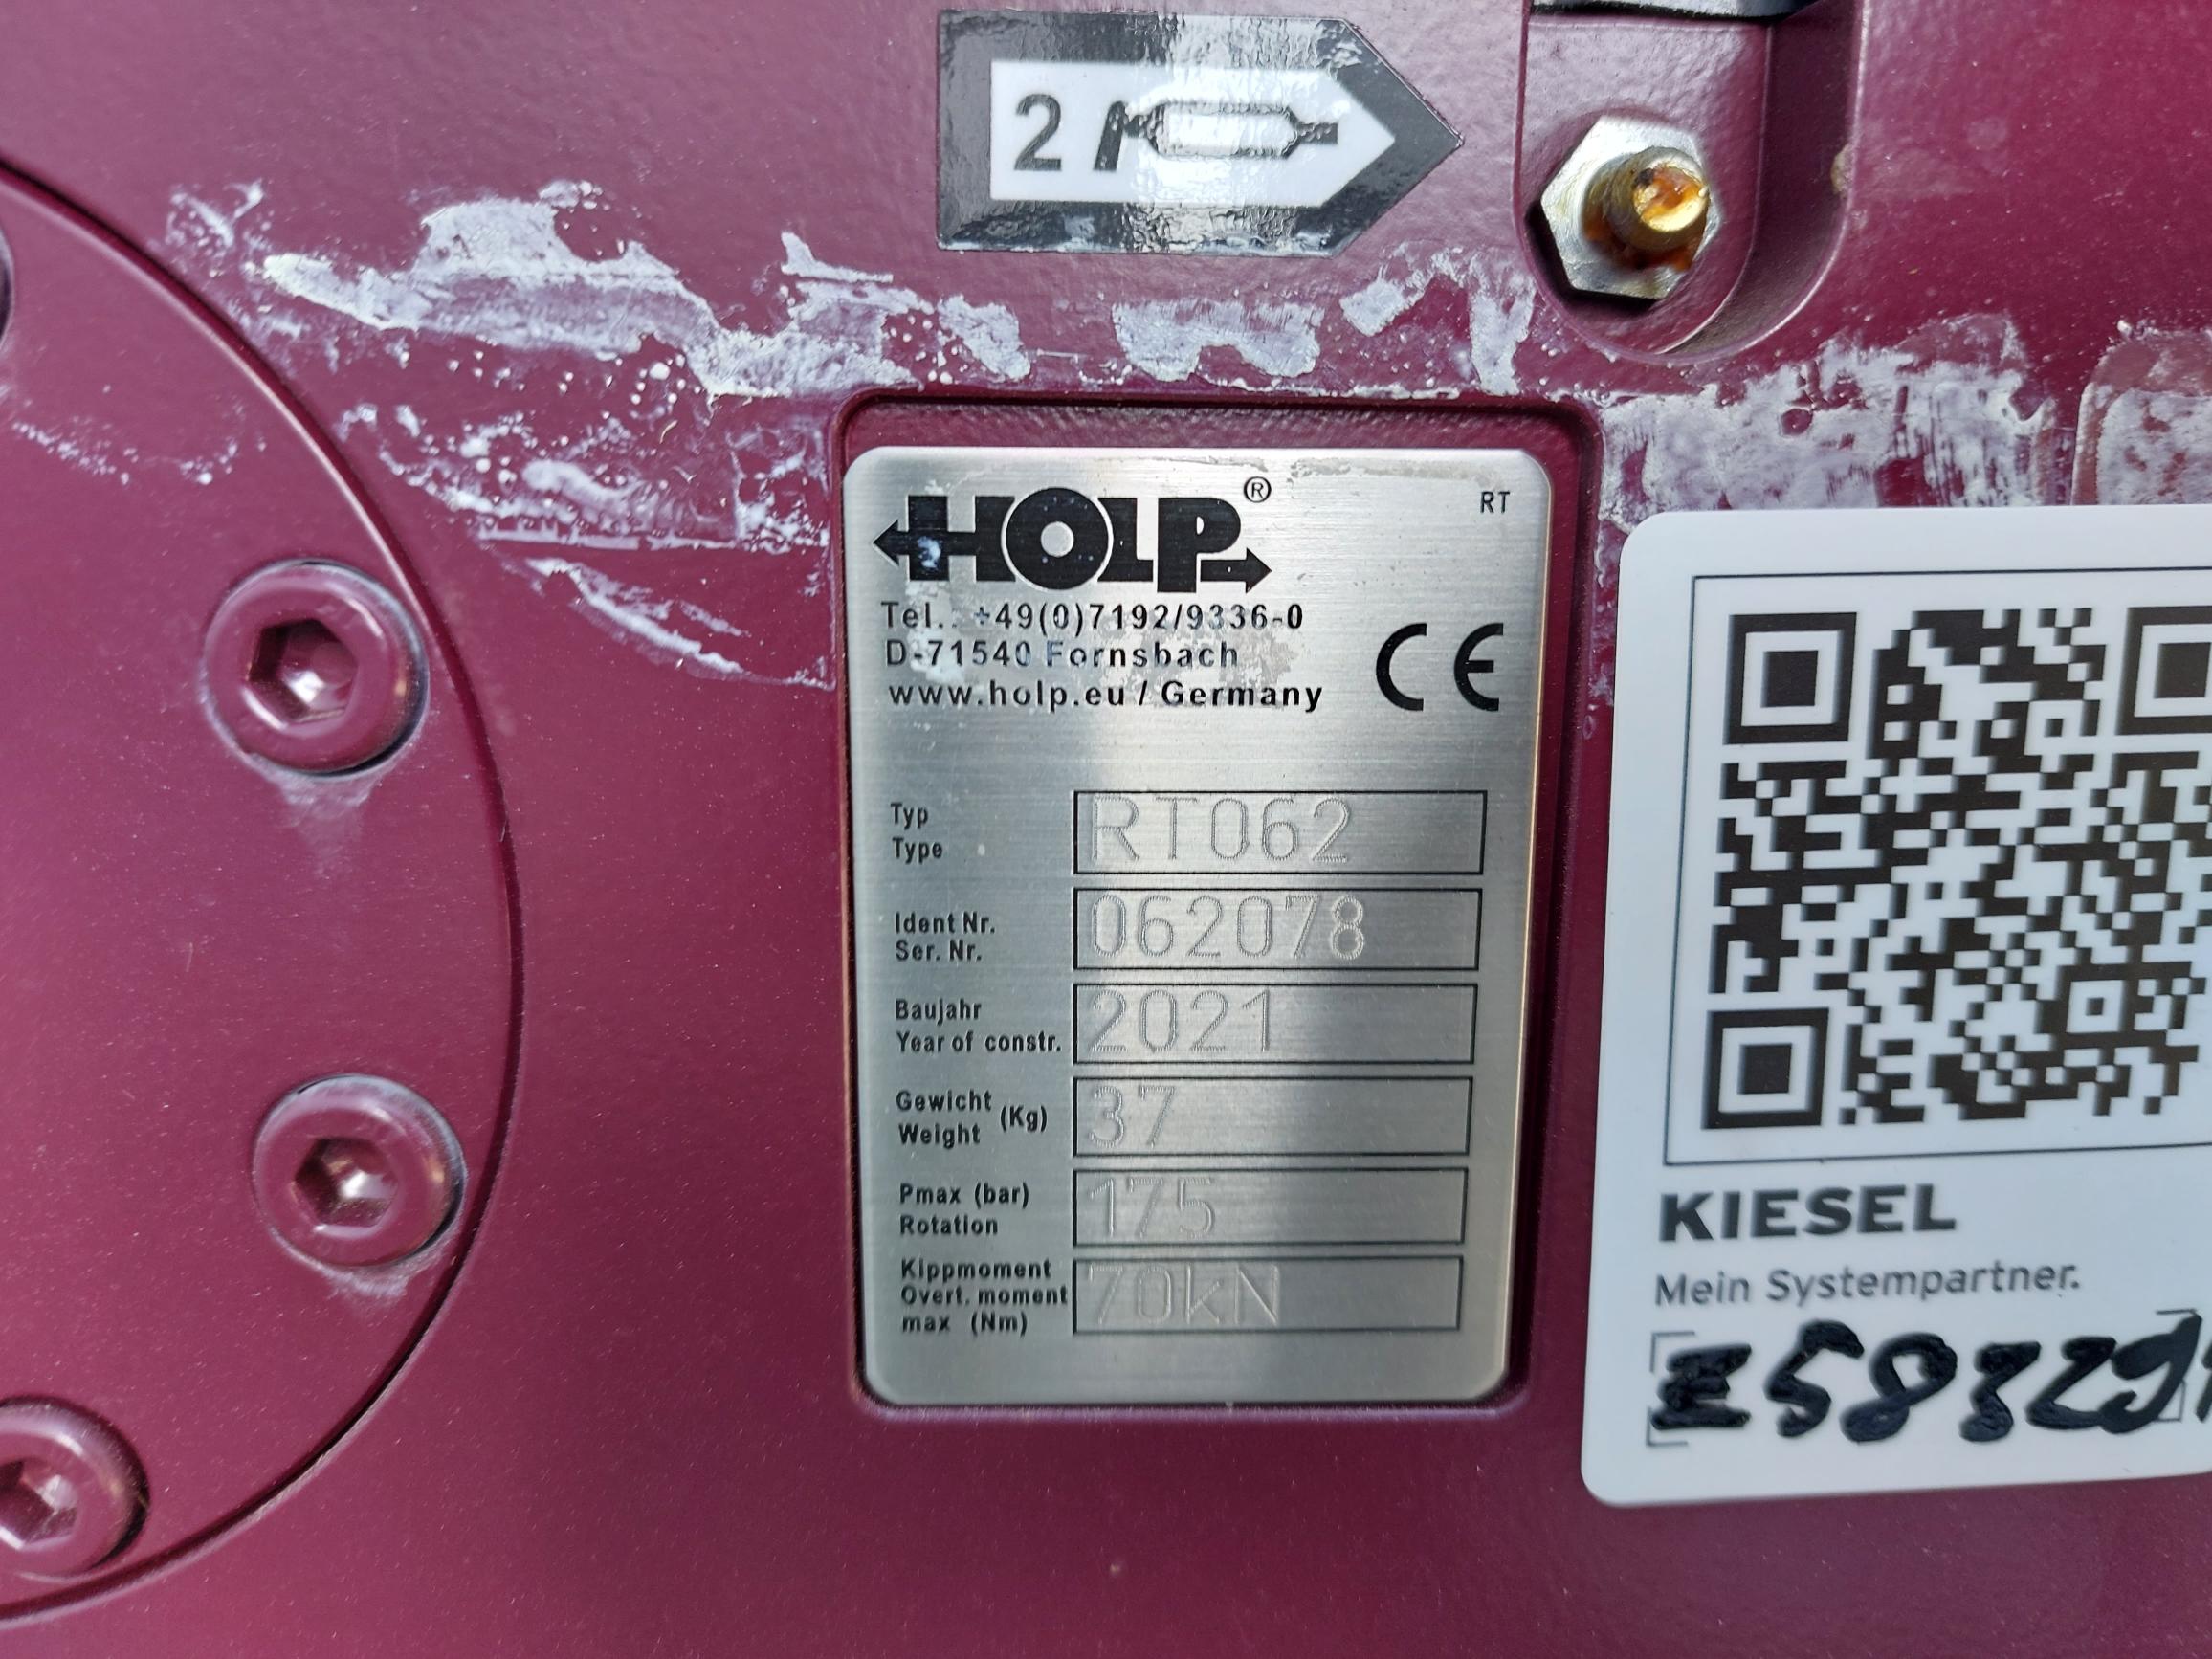 2
HOLP®
RT
Tel.: +49(0)7192/9336-0
D-71540 Fornsbach
www.holp.eu / Germany
CE
Typ
Type
RT062
Ident Nr.
Ser. Nr.
062078
Baujahr
Year of constr.
2021
Gewicht
Weight
(Kg)
37
Pmax (bar)
Rotation
175
Kippmoment
Overt. moment
max (Nm)
70kN
KIESEL
Mein Systempartner.